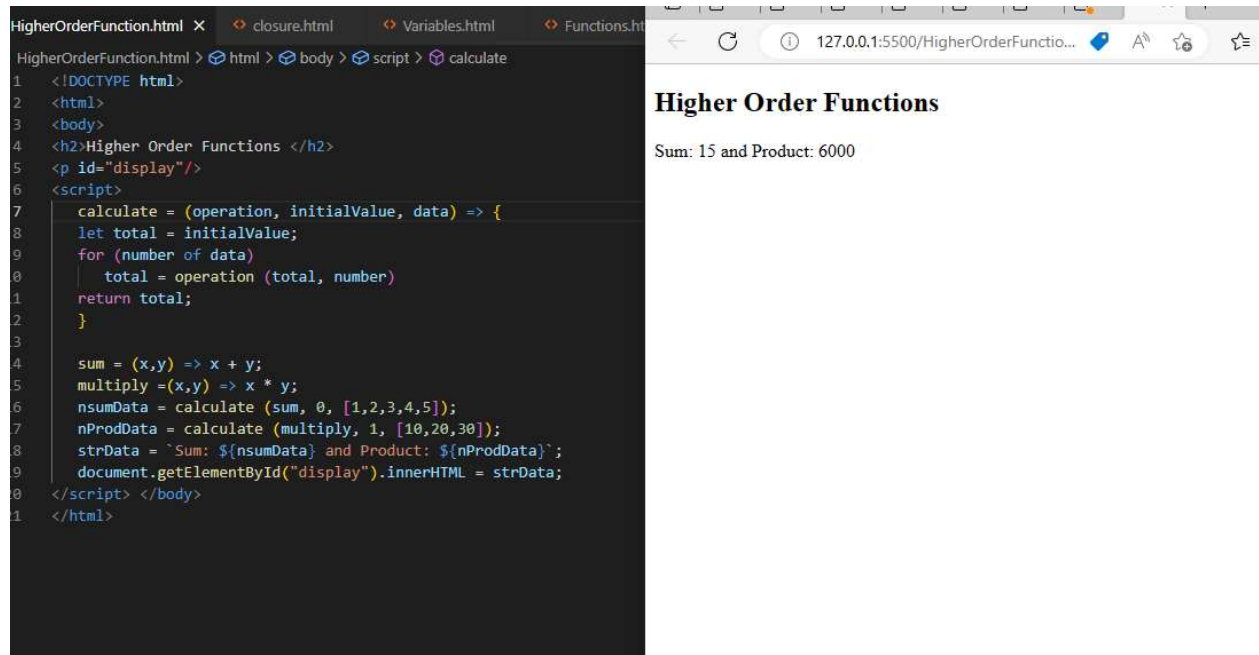 HigherOrderFunction.html × closure.html Variables.html Functions.ht
HigherOrderFunction.html > html > body > script > calculate
1 <!DOCTYPE html>
2 <html>
3 <body>
4 <h2>Higher Order Functions </h2>
5 <p id="display"/>
6 <script>
7 calculate = (operation, initialValue, data) => {
8 let total = initialValue;
9 for (number of data)
0 total = operation (total, number)
1 return total;
2 }
3
4 sum = (x,y) => x + y;
5 multiply =(x,y) => x * y;
6 nsumData = calculate (sum, 0, [1,2,3,4,5]);
7 nProdData = calculate (multiply, 1, [10,20,30]);
8 strData = `Sum: ${nsumData} and Product: ${nProdData}`;
9 document.getElementById("display").innerHTML = strData;
0 </script> </body>
1 </html>
127.0.0.1:5500/HigherOrderFunctio...
Higher Order Functions
Sum: 15 and Product: 6000